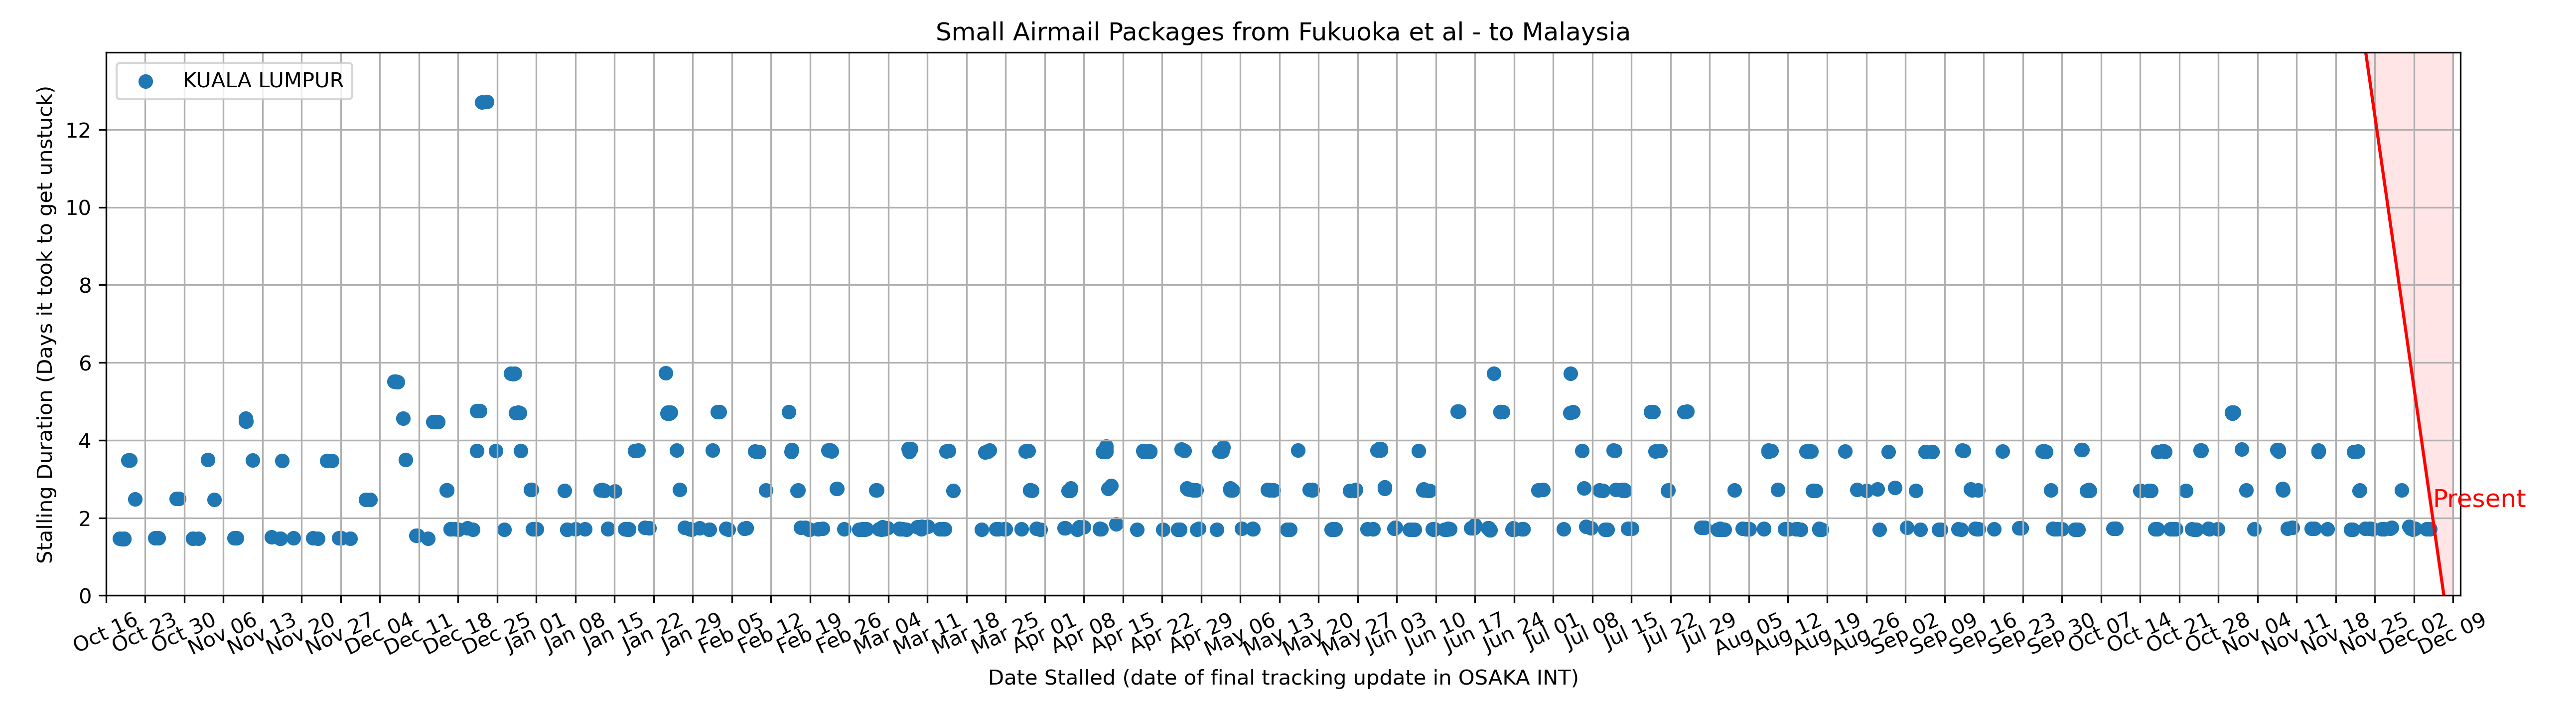 Small Airmail Packages from Fukuoka et al - to Malaysia
KUALA LUMPUR
Stalling Duration (Days it took to get unstuck)
12
10
8
6
4
2
0
Present
Oct 16
Oct 23
Oct 30
Nov 06
Nov 13
Nov 20
Nov 27
Dec 04
Dec 11
Dec 18
Dec 25
Jan 01
Jan 08
Jan 15
Jan 22
Jan 29
Feb 05
Feb 12
Feb 19
Feb 26
Mar 04
Mar 11
Mar 18
Mar 25
Apr 01
Apr 08
Apr 15
Apr 22
Apr 29
May 06
May 13
May 20
May 27
Jun 03
Jun 10
Jun 17
Jun 24
Jul 01
Jul 08
Jul 15
Jul 22
Jul 29
Aug 05
Aug 12
Aug 19
Aug 26
Sep 02
Sep 09
Sep 16
Sep 23
Sep 30
Oct 07
Oct 14
Oct 21
Oct 28
Nov 04
Nov 11
Nov 18
Nov 25
Dec 02
Dec 09
Date Stalled (date of final tracking update in OSAKA INT)